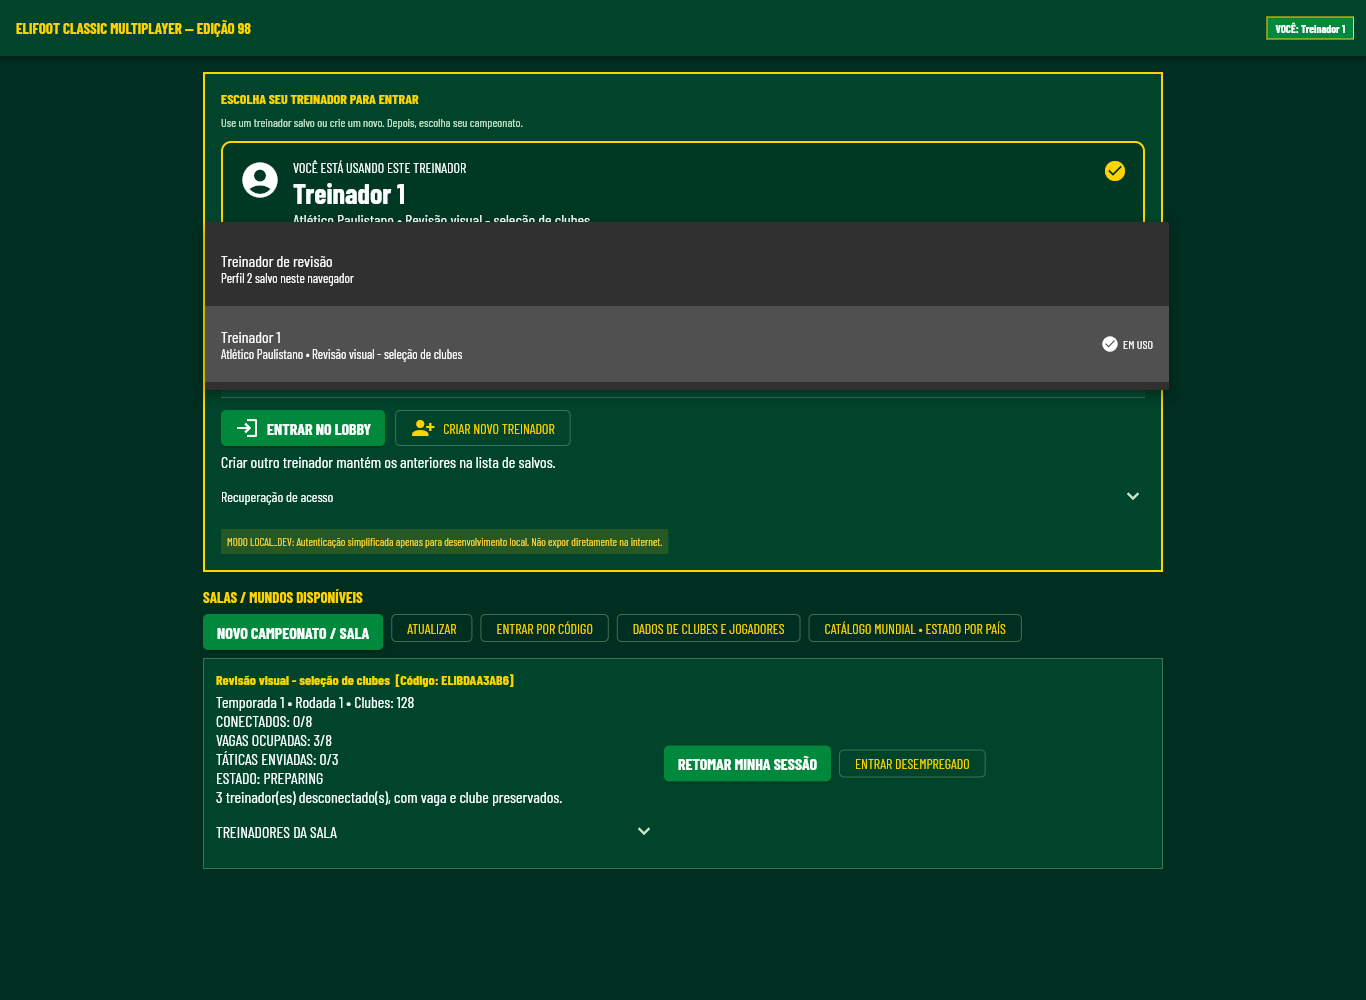 ELIFOOT CLASSIC MULTIPLAYER — EDIÇÃO 98
VOCÊ: Treinador 1
ESCOLHA SEU TREINADOR PARA ENTRAR
Use um treinador salvo ou crie um novo. Depois, escolha seu campeonato.
VOCÊ ESTÁ USANDO ESTE TREINADOR
Treinador 1
Atlético Paulistano • Revisão visual - seleção de clubes
Treinador de revisão
Perfil 2 salvo neste navegador
Treinador 1
Atlético Paulistano • Revisão visual - seleção de clubes
EM USO
ENTRAR NO LOBBY
CRIAR NOVO TREINADOR
Criar outro treinador mantém os anteriores na lista de salvos.
Recuperação de acesso
MODO LOCAL_DEV: Autenticação simplificada apenas para desenvolvimento local. Não expor diretamente na internet.
SALAS / MUNDOS DISPONÍVEIS
NOVO CAMPEONATO / SALA
ATUALIZAR
ENTRAR POR CÓDIGO
DADOS DE CLUBES E JOGADORES
CATÁLOGO MUNDIAL • ESTADO POR PAÍS
Revisão visual - seleção de clubes [Código: ELIBDAA3AB6]
Temporada 1 • Rodada 1 • Clubes: 128
CONECTADOS: 0/8
VAGAS OCUPADAS: 3/8
TÁTICAS ENVIADAS: 0/3
ESTADO: PREPARING
3 treinador(es) desconectado(s), com vaga e clube preservados.
RETOMAR MINHA SESSÃO
ENTRAR DESEMPREGADO
TREINADORES DA SALA